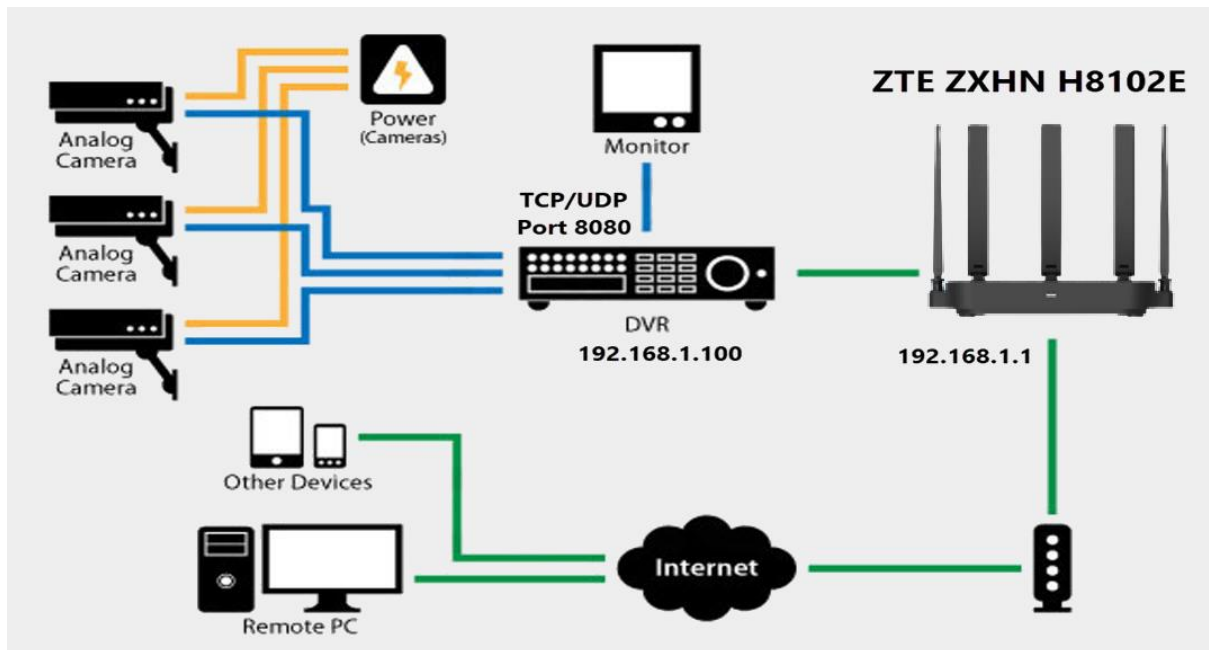 ZTE ZXHN H8102E
Power
(Cameras)
Analog
Camera
Monitor
TCP/UDP
Port 8080
Analog
Camera
DVR
192.168.1.100
192.168.1.1
Analog
Camera
Other Devices
Internet
Remote PC